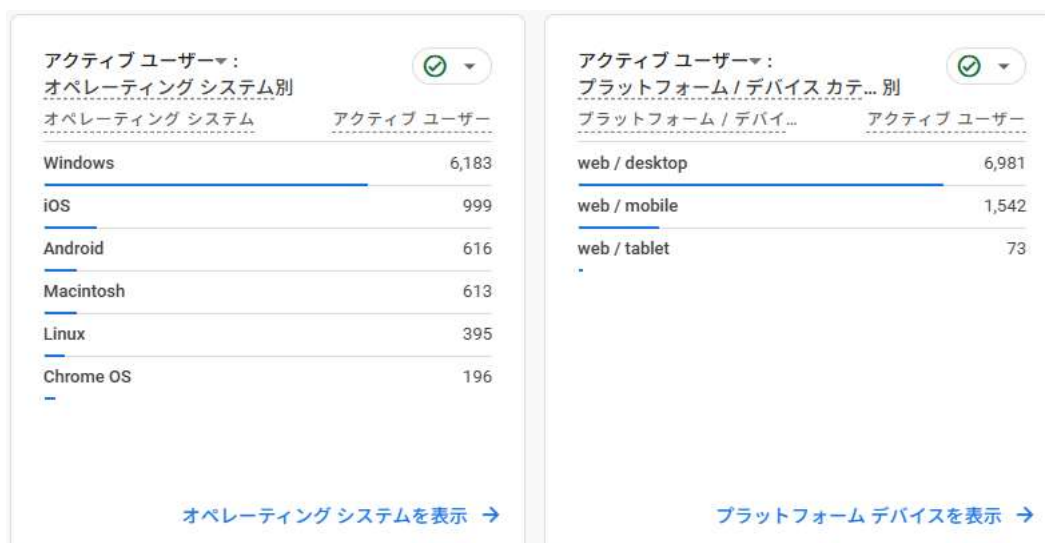 アクティブ ユーザー▼ :
オペレーティング システム別
オペレーティング システム アクティブ ユーザー
Windows 6,183
iOS 999
Android 616
Macintosh 613
Linux 395
Chrome OS 196
オペレーティング システムを表示 →
アクティブ ユーザー▼ :
プラットフォーム / デバイス カテ... 別
プラットフォーム / デバイ... アクティブ ユーザー
web / desktop 6,981
web / mobile 1,542
web / tablet 73
プラットフォーム デバイスを表示 →